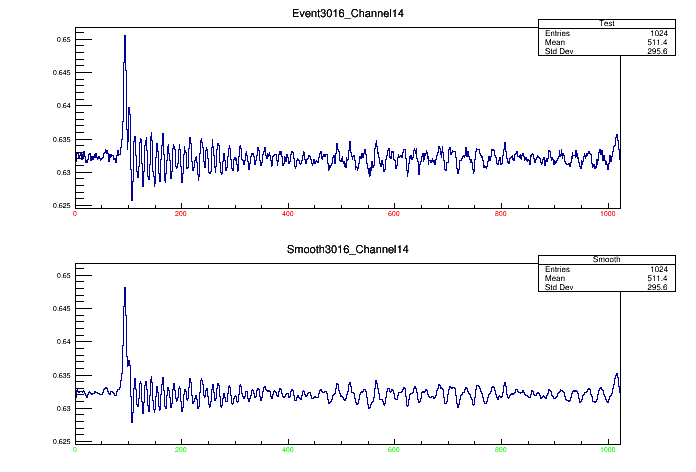 Event3016_Channel14
Test
Entries 1024
Mean 511.4
Std Dev 295.6
0.65
0.645
0.64
0.635
0.63
0.625
0 200 400 600 800 1000
Smooth3016_Channel14
Smooth
Entries 1024
Mean 511.4
Std Dev 295.6
0.65
0.645
0.64
0.635
0.63
0.625
0 200 400 600 800 1000